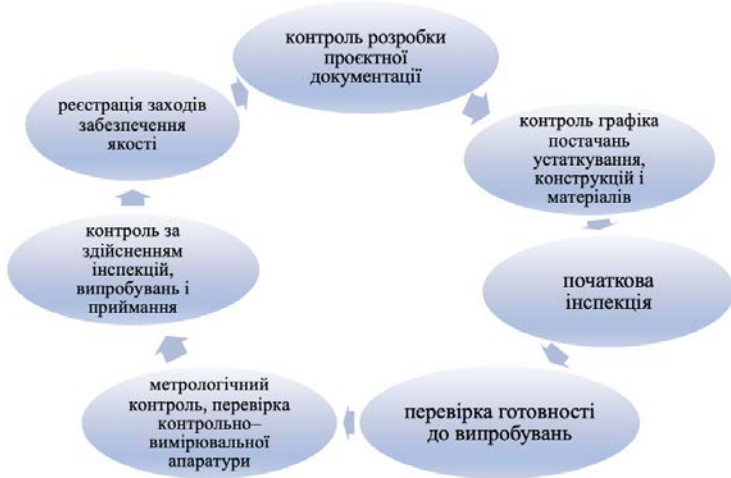 контроль розробки
проєктної
документації
контроль графіка
постачань
устаткування,
конструкцій і
матеріалів
початкова
інспекція
перевірка готовності
до випробувань
метрологічний
контроль, перевірка
контрольно–
вимірювальної
апаратури
контроль за
здійсненням
інспекцій,
випробувань і
приймання
реєстрація заходів
забезпечення
якості